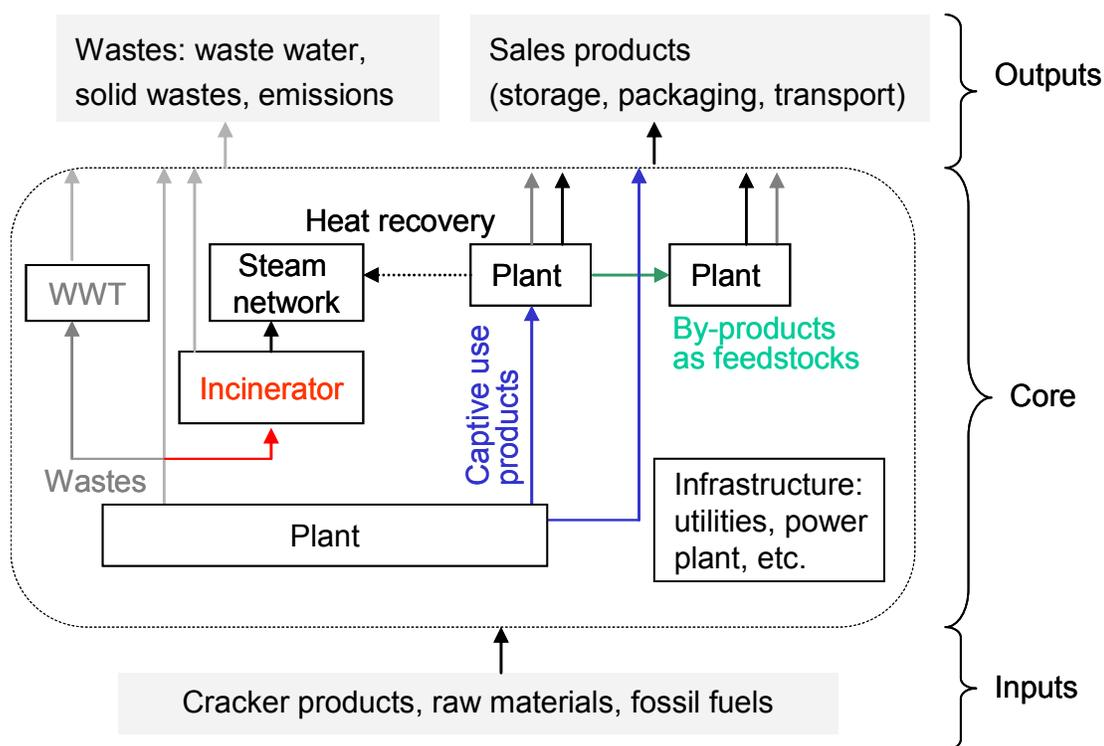 Wastes: waste water,
solid wastes, emissions
Sales products
(storage, packaging, transport)
Outputs
Heat recovery
WWT
Steam
network
Plant
Plant
By-products
as feedstocks
Incinerator
Captive use
products
Core
Wastes
Plant
Infrastructure:
utilities, power
plant, etc.
Cracker products, raw materials, fossil fuels
Inputs